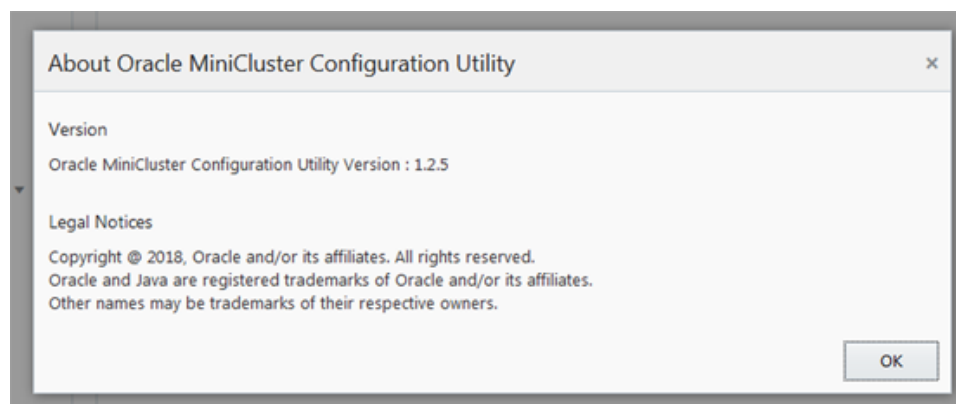 About Oracle MiniCluster Configuration Utility
×
Version
Oracle MiniCluster Configuration Utility Version : 1.2.5
Legal Notices
Copyright @ 2018, Oracle and/or its affiliates. All rights reserved.
Oracle and Java are registered trademarks of Oracle and/or its affiliates.
Other names may be trademarks of their respective owners.
OK